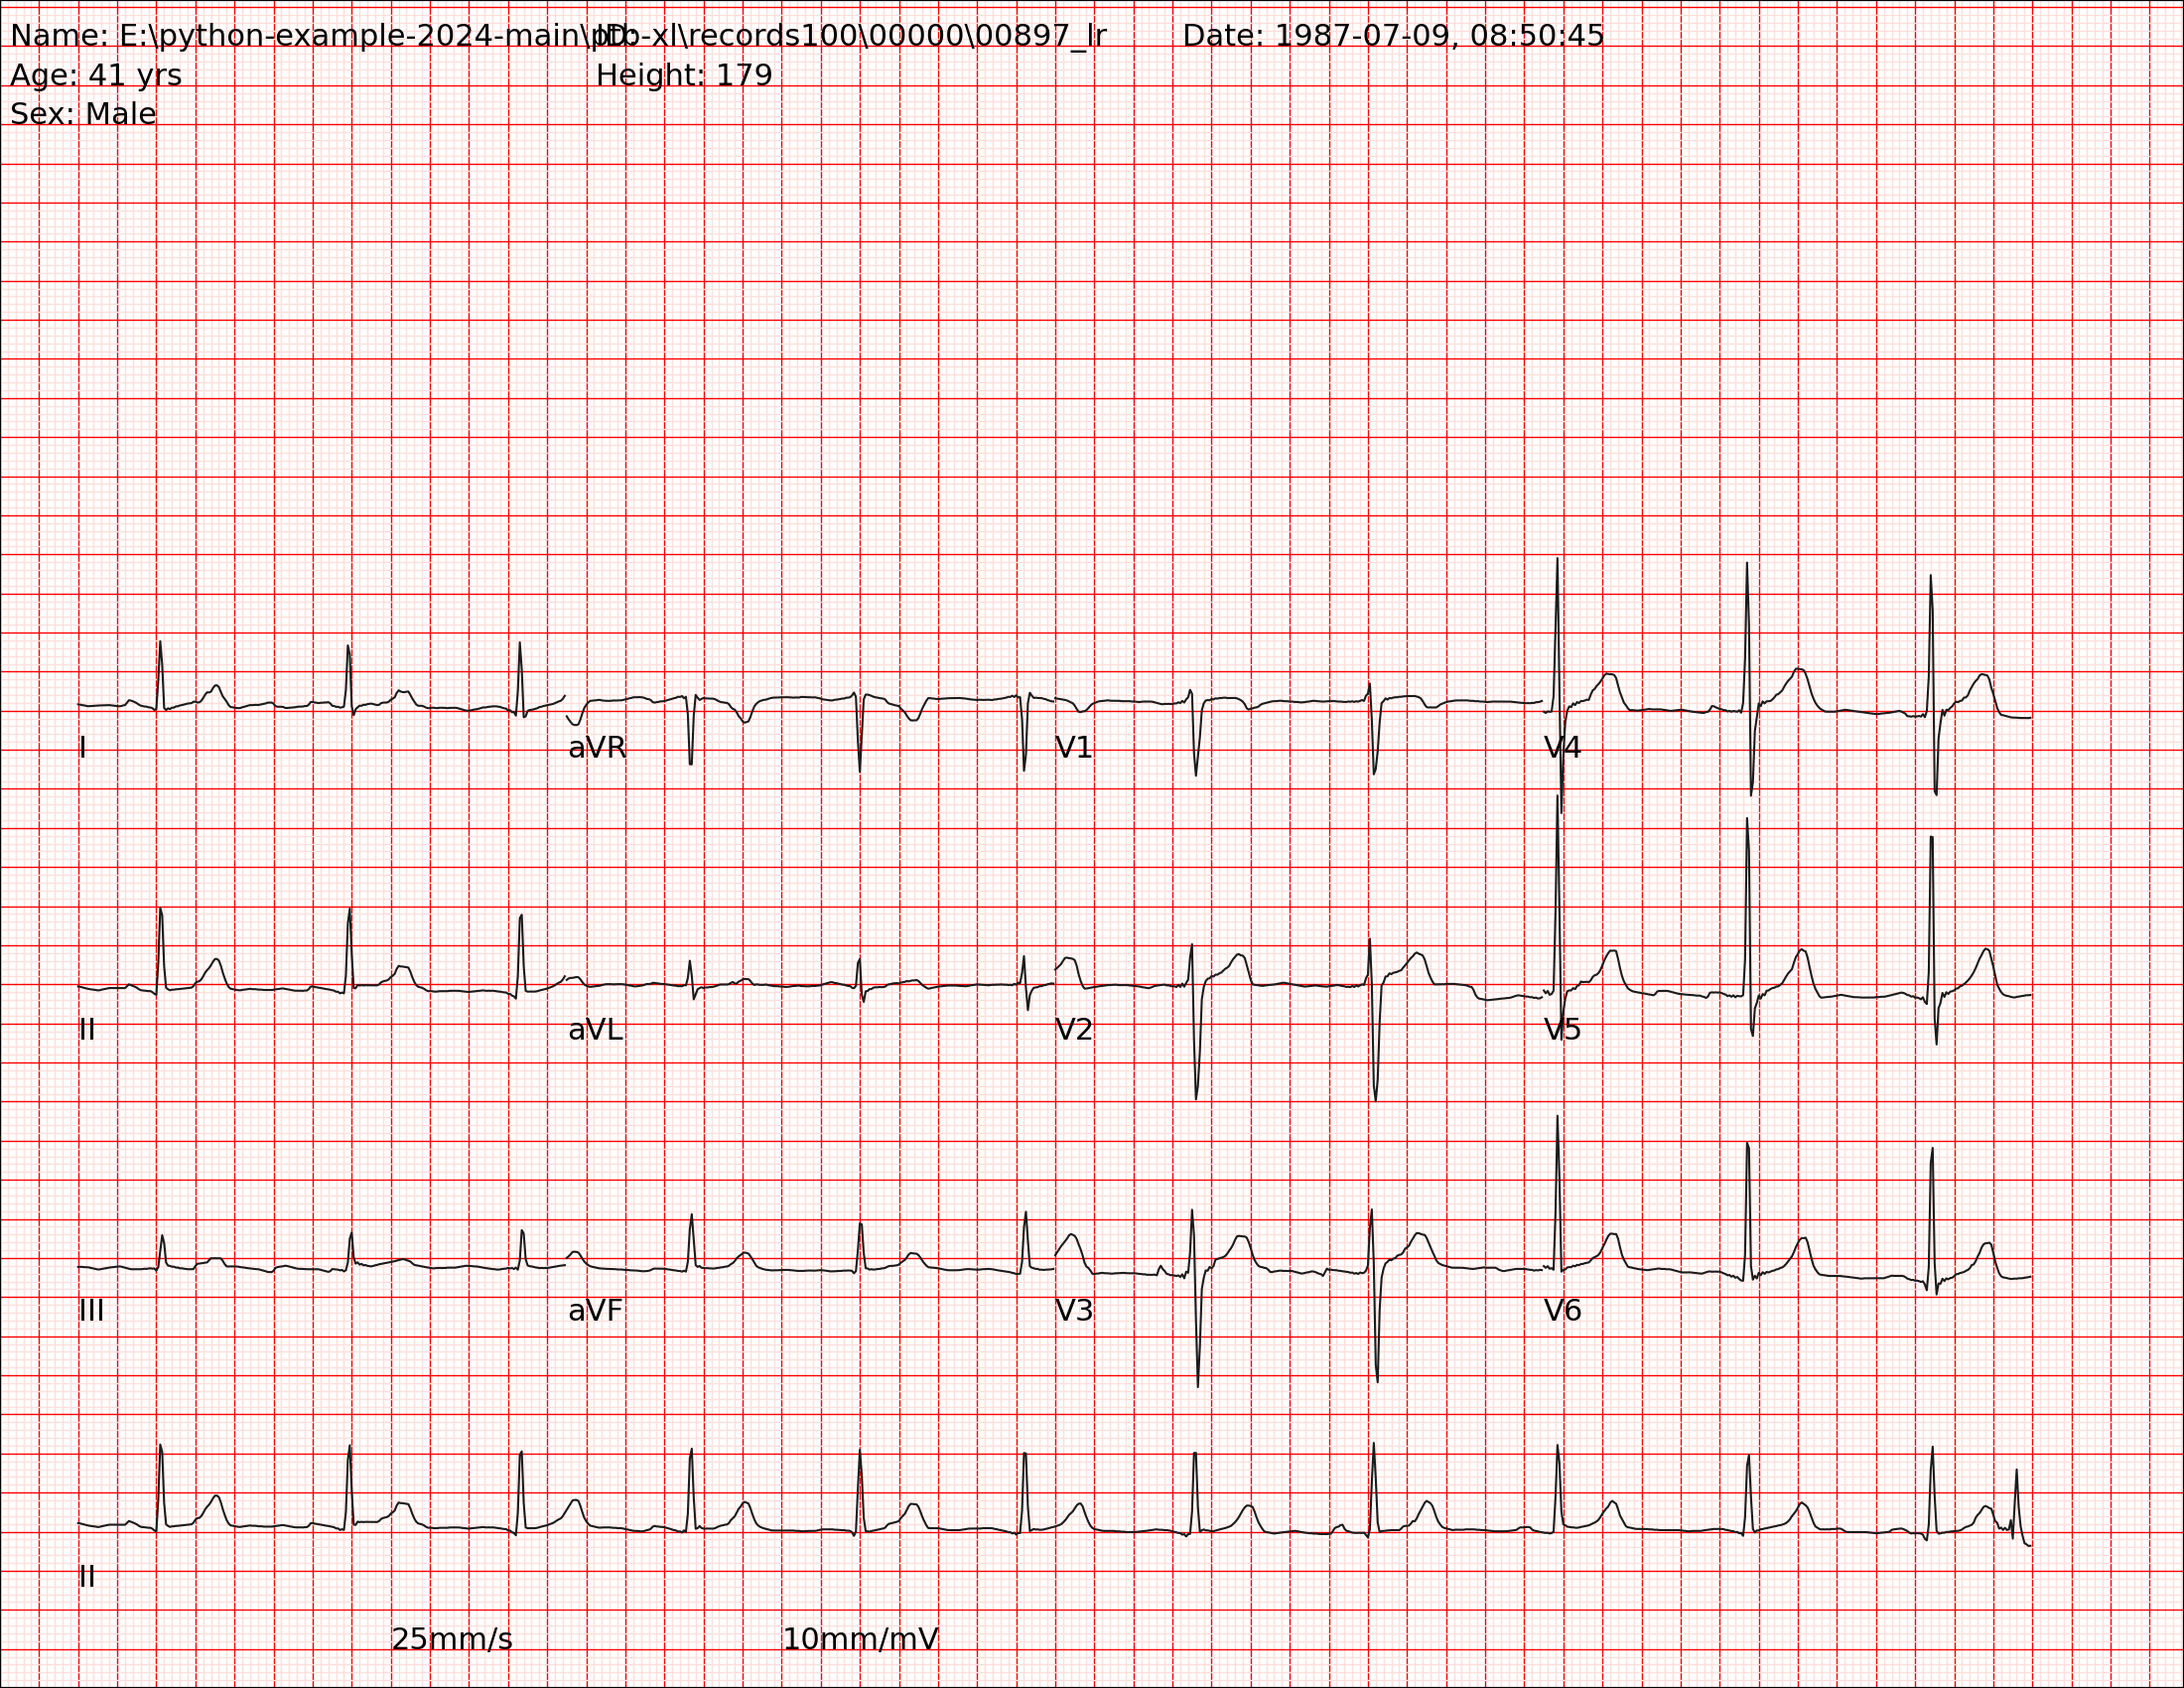 Name: E:\python-example-2024-main\ptb-xl\records100\00000\00897_lr ID: Date: 1987-07-09, 08:50:45
Age: 41 yrs Height: 179
Sex: Male
I aVR V1 V4
II aVL V2 V5
III aVF V3 V6
II
25mm/s 10mm/mV